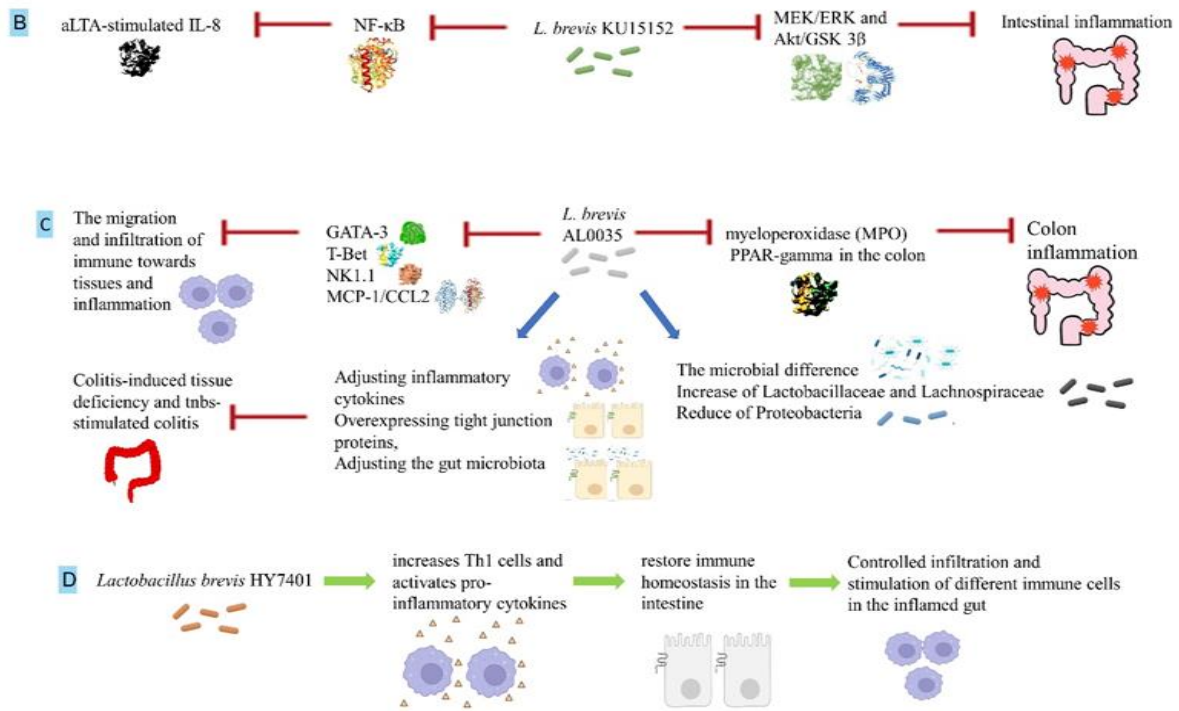 B
aLTA-stimulated IL-8
NF-κB
L. brevis KU15152
MEK/ERK and
Akt/GSK 3β
Intestinal inflammation
C
The migration
and infiltration of
immune towards
tissues and
inflammation
GATA-3
T-Bet
NK1.1
MCP-1/CCL2
L. brevis
AL0035
myeloperoxidase (MPO)
PPAR-gamma in the colon
Colon
inflammation
Colitis-induced tissue
deficiency and tnbs-
stimulated colitis
Adjusting inflammatory
cytokines
Overexpressing tight junction
proteins,
Adjusting the gut microbiota
The microbial difference
Increase of Lactobacillaceae and Lachnospiraceae
Reduce of Proteobacteria
D
Lactobacillus brevis HY7401
increases Th1 cells and
activates pro-
inflammatory cytokines
restore immune
homeostasis in the
intestine
Controlled infiltration and
stimulation of different immune cells
in the inflamed gut